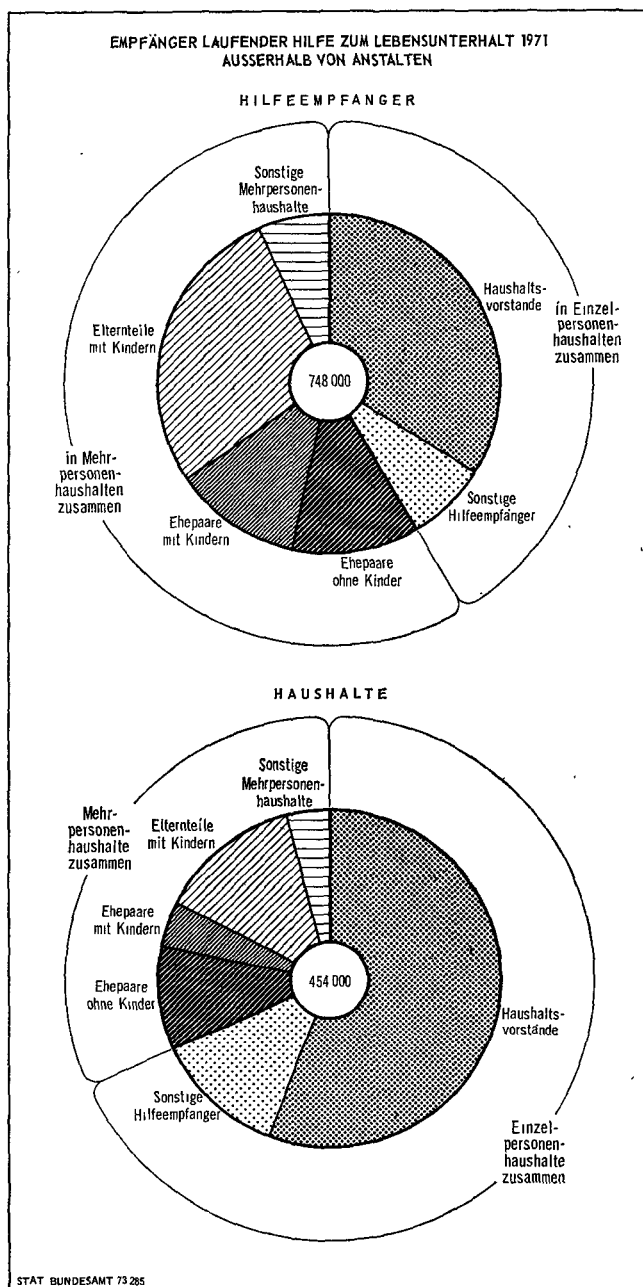 EMPFÄNGER LAUFENDER HILFE ZUM LEBENSUNTERHALT 1971
AUSSERHALB VON ANSTALTEN
HILFEEMPFANGER
Sonstige
Mehrpersonen-
haushalte
Haushalts-
vorstande
in Einzel-
personen-
haushalten
zusammen
Elternteile
mit Kindern
748 000
in Mehr-
personen-
haushalten
zusammen
Sonstige
Hilfeempfänger
Ehepaare
mit Kindern
Ehepaare
ohne Kinder
HAUSHALTE
Sonstige
Mehrpersonen-
haushalte
Mehr-
personen-
haushalte
zusammen
Elternteile
mit Kindern
Ehepaare
mit Kindern
Ehepaare
ohne Kinder
454 000
Haushalts-
vorstände
Sonstige
Hilfeempfanger
Einzel-
personen-
haushalte
zusammen
STAT BUNDESAMT 73 285